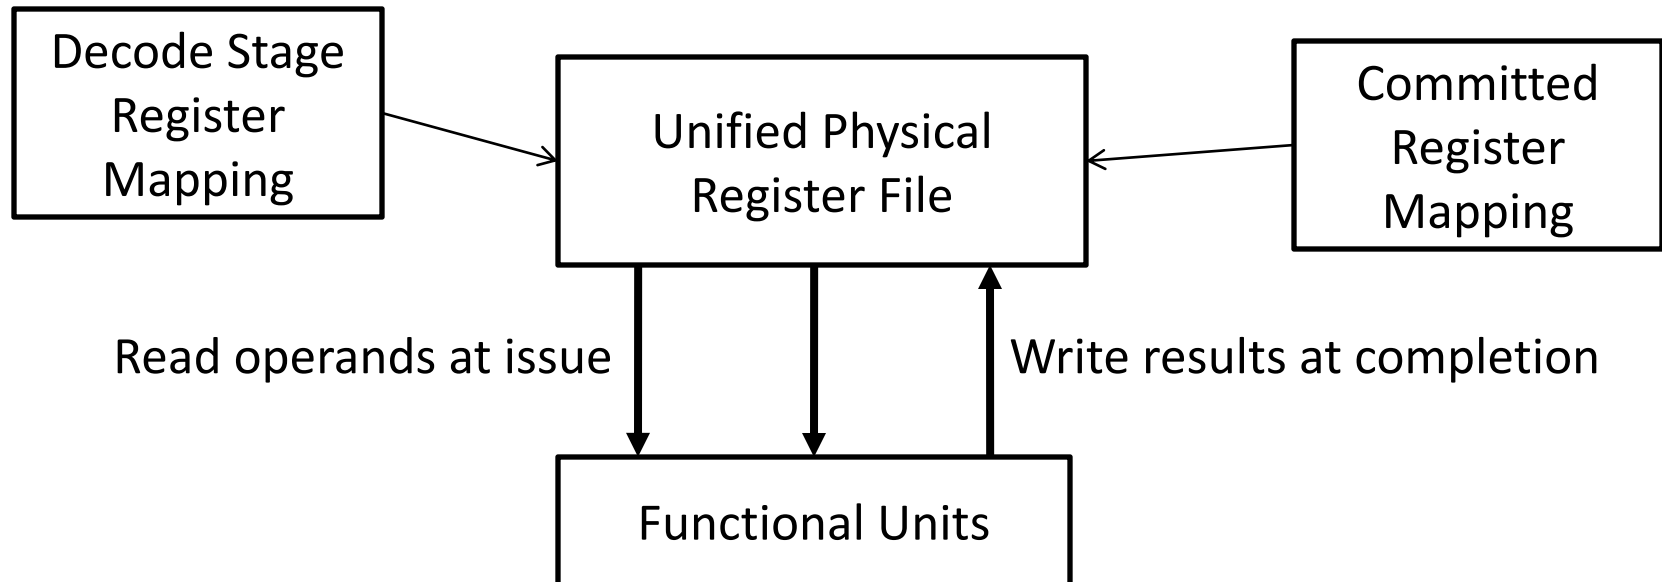 Decode Stage
Register
Mapping
Unified Physical
Register File
Committed
Register
Mapping
Read operands at issue
Write results at completion
Functional Units